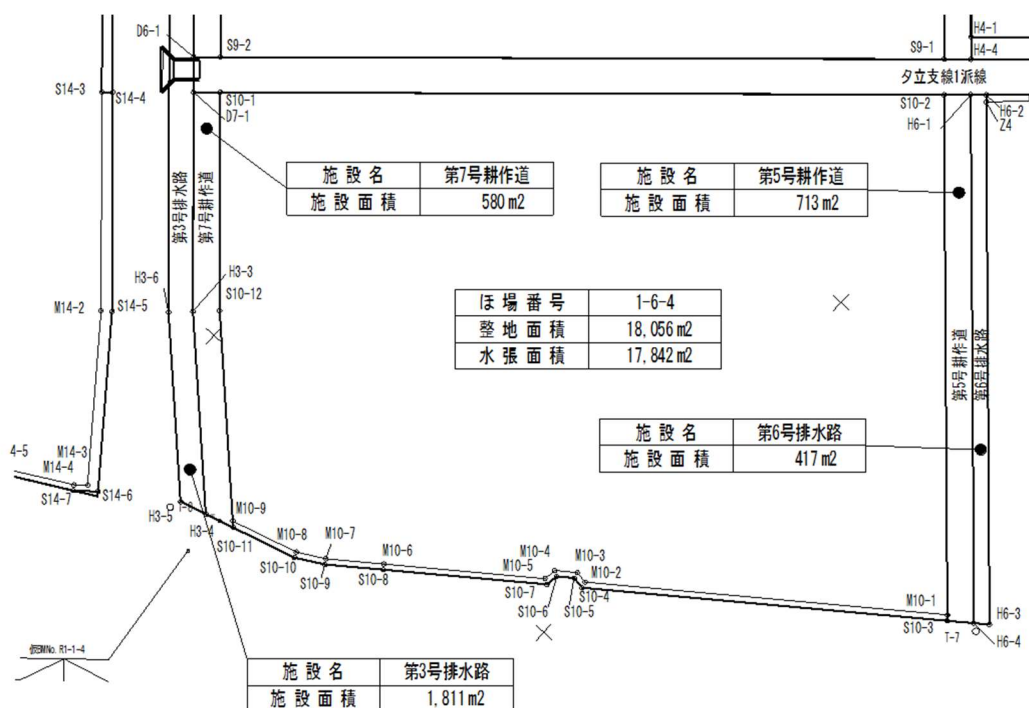 D6-1
S9-2
S9-1
H4-1
H4-4
夕立支線1派線
S14-3
S14-4
S10-1
D7-1
S10-2
H6-1
H6-2
Z4
第3号排水路
第7号耕作道
施設名 第7号耕作道
施設面積 580m2
施設名 第5号耕作道
施設面積 713m2
H3-6
H3-3
S10-12
M14-2
S14-5
ほ場番号 1-6-4
整地面積 18,056m2
水張面積 17,842m2
第5号耕作道
第6号排水路
施設名 第6号排水路
施設面積 417m2
4-5
M14-3
M14-4
S14-7
S14-6
H3-5
H3-4
M10-9
S10-11
M10-8
M10-7
S10-10
S10-9
M10-6
S10-8
M10-4
M10-3
M10-5
M10-2
S10-7
S10-6
S10-5
S10-4
M10-1
S10-3
T-7
H6-3
H6-4
仮BMNo. R1-1-4
施設名 第3号排水路
施設面積 1,811m2